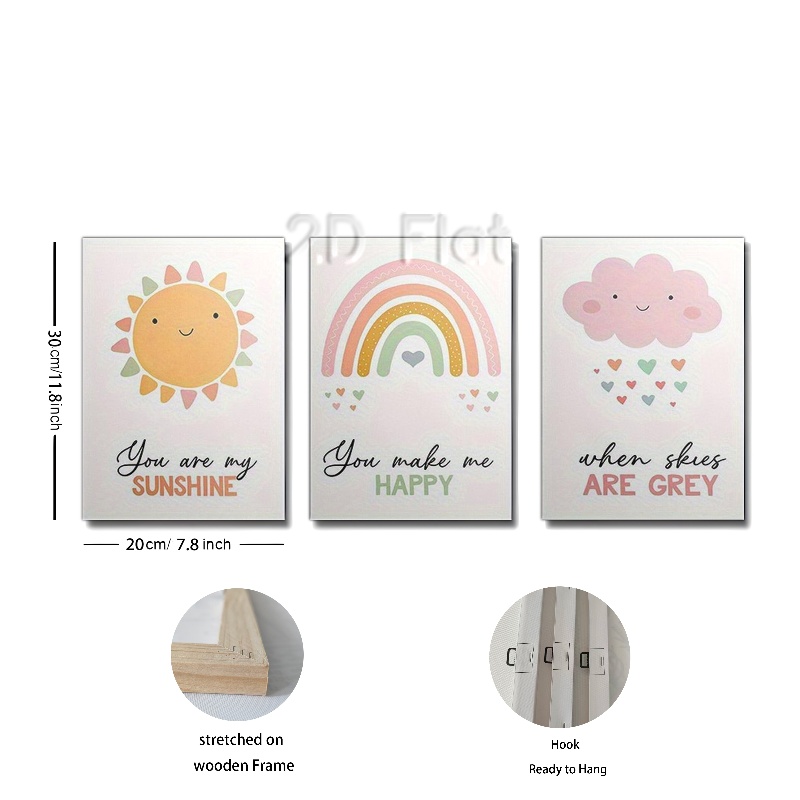 2D Flat
You are my
SUNSHINE
You make me
HAPPY
when skies
ARE GREY
30cm/11.8inch
20cm/ 7.8 inch
stretched on
wooden Frame
Hook
Ready to Hang